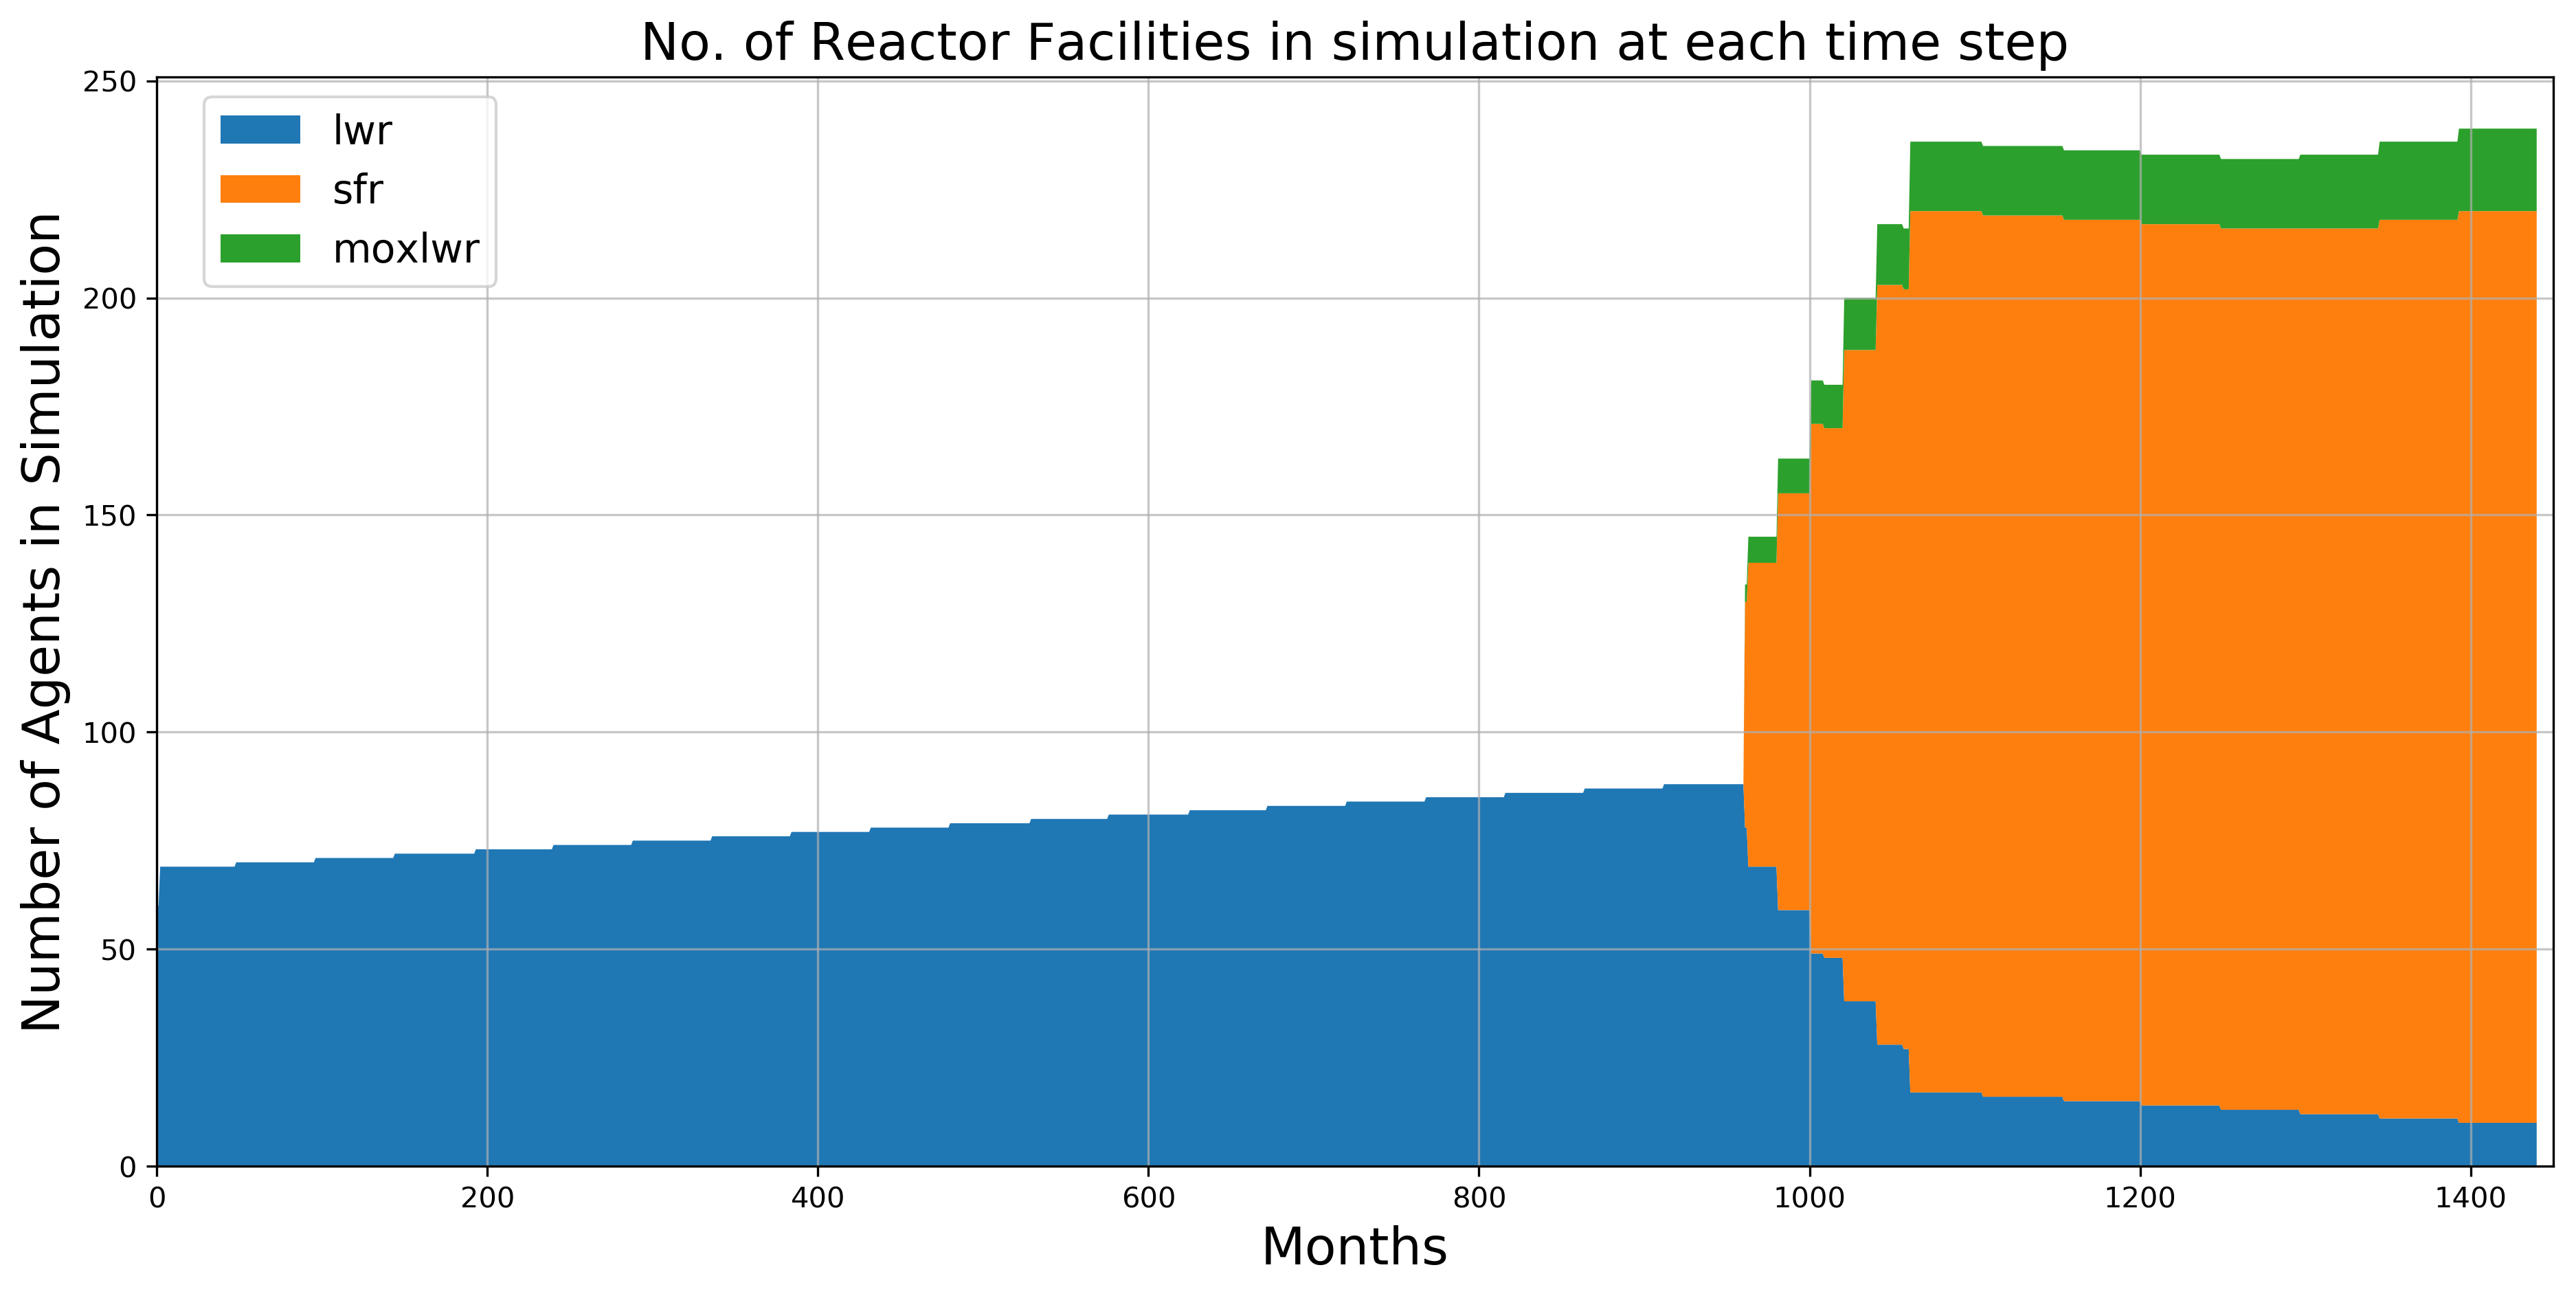 No. of Reactor Facilities in simulation at each time step
250
200
150
100
50
0
Number of Agents in Simulation
lwr
sfr
moxlwr
0 200 400 600 800 1000 1200 1400
Months